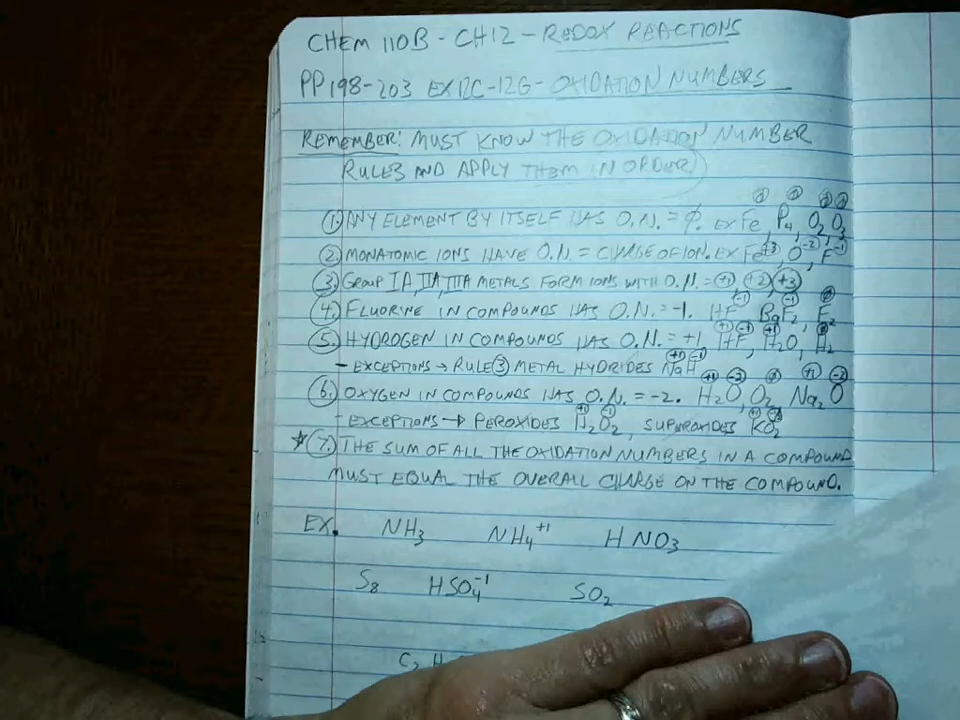 CHEM 110B - CH12 - REDOX REACTIONS
PP 198-203 EX 12C-12G - OXIDATION NUMBERS
REMEMBER: MUST KNOW THE OXIDATION NUMBER
RULES AND APPLY THEM IN ORDER)
① ANY ELEMENT BY ITSELF HAS O.N. = ∅. EX Fe, P4, O2, O3
② MONATOMIC IONS HAVE O.N. = CHARGE OF ION. EX Fe+3, O-2, F-1
③ GROUP IA, IIA, IIIA METALS FORM IONS WITH O.N. = +1, +2, +3
④ FLUORINE IN COMPOUNDS HAS O.N. = -1. HF, F2
⑤ HYDROGEN IN COMPOUNDS HAS O.N. = +1, HF, H2O, H2
- EXCEPTIONS → RULE ③ METAL HYDRIDES NaH
⑥ OXYGEN IN COMPOUNDS HAS O.N. = -2. H2O, O2 Na2O
- EXCEPTIONS → PEROXIDES H2O2, SUPEROXIDES KO2
★ ⑦ THE SUM OF ALL THE OXIDATION NUMBERS IN A COMPOUND
MUST EQUAL THE OVERALL CHARGE ON THE COMPOUND.
EX. NH3 NH4+1 HNO3
S8 HSO4-1 SO2
C2 H